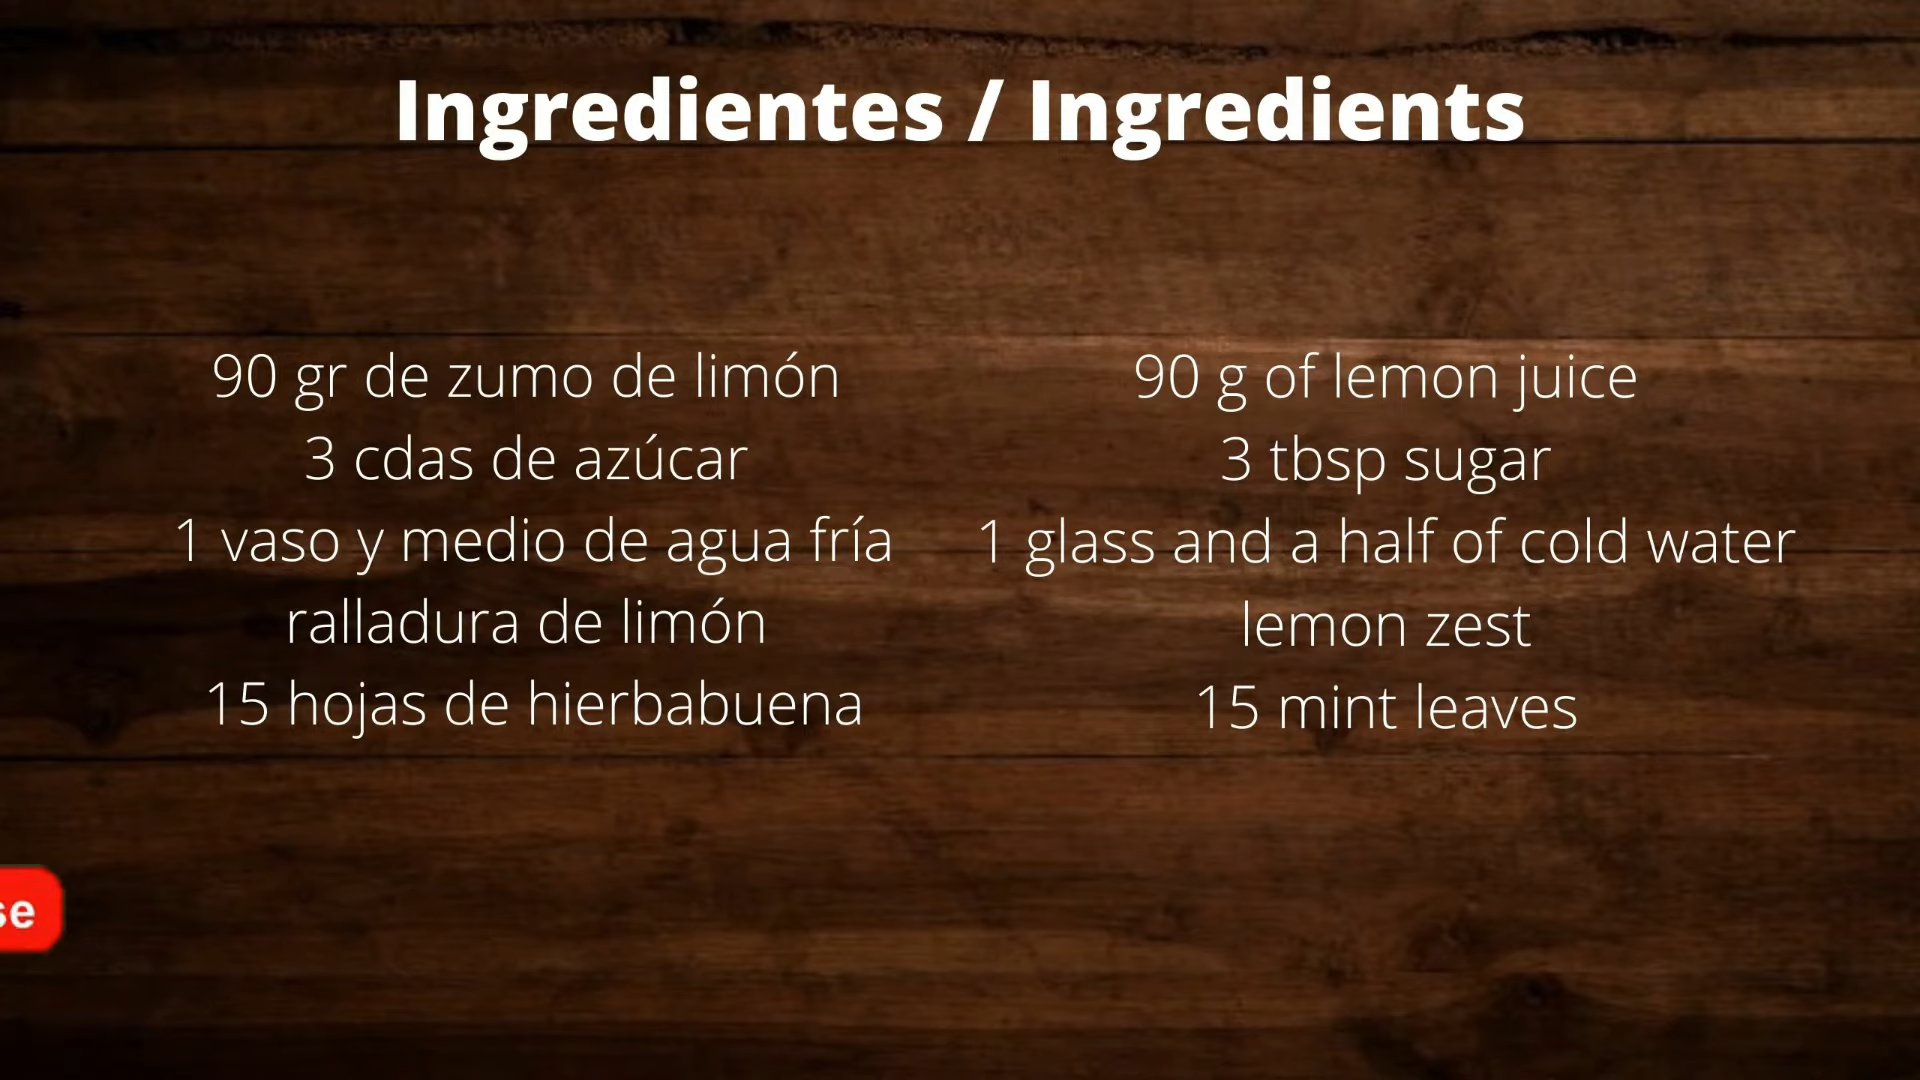 Ingredientes / Ingredients
90 gr de zumo de limón
3 cdas de azúcar
1 vaso y medio de agua fría
ralladura de limón
15 hojas de hierbabuena
90 g of lemon juice
3 tbsp sugar
1 glass and a half of cold water
lemon zest
15 mint leaves